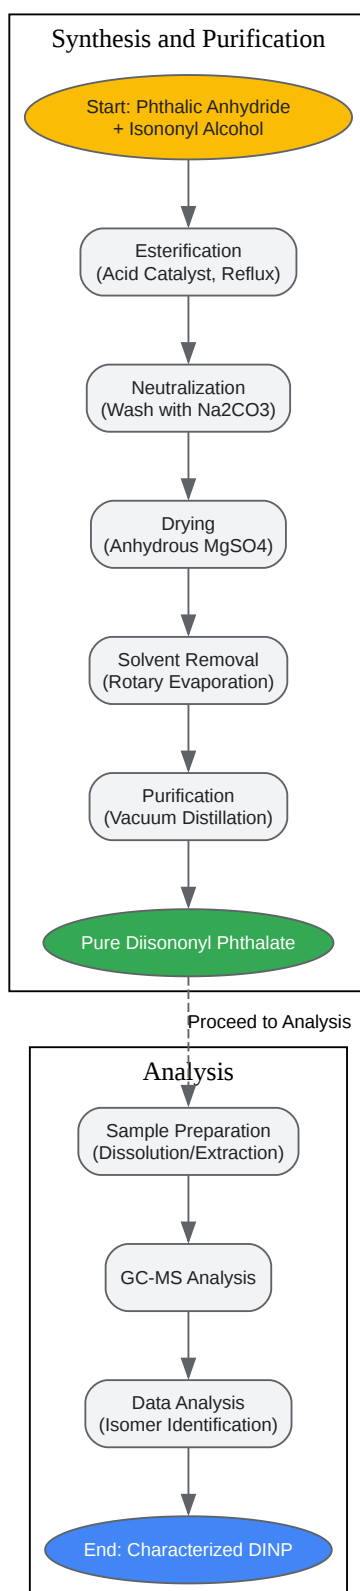 Synthesis and Purification
Start: Phthalic Anhydride
+ Isononyl Alcohol
Esterification
(Acid Catalyst, Reflux)
Neutralization
(Wash with Na2CO3)
Drying
(Anhydrous MgSO4)
Solvent Removal
(Rotary Evaporation)
Purification
(Vacuum Distillation)
Pure Diisononyl Phthalate
Proceed to Analysis
Analysis
Sample Preparation
(Dissolution/Extraction)
GC-MS Analysis
Data Analysis
(Isomer Identification)
End: Characterized DINP